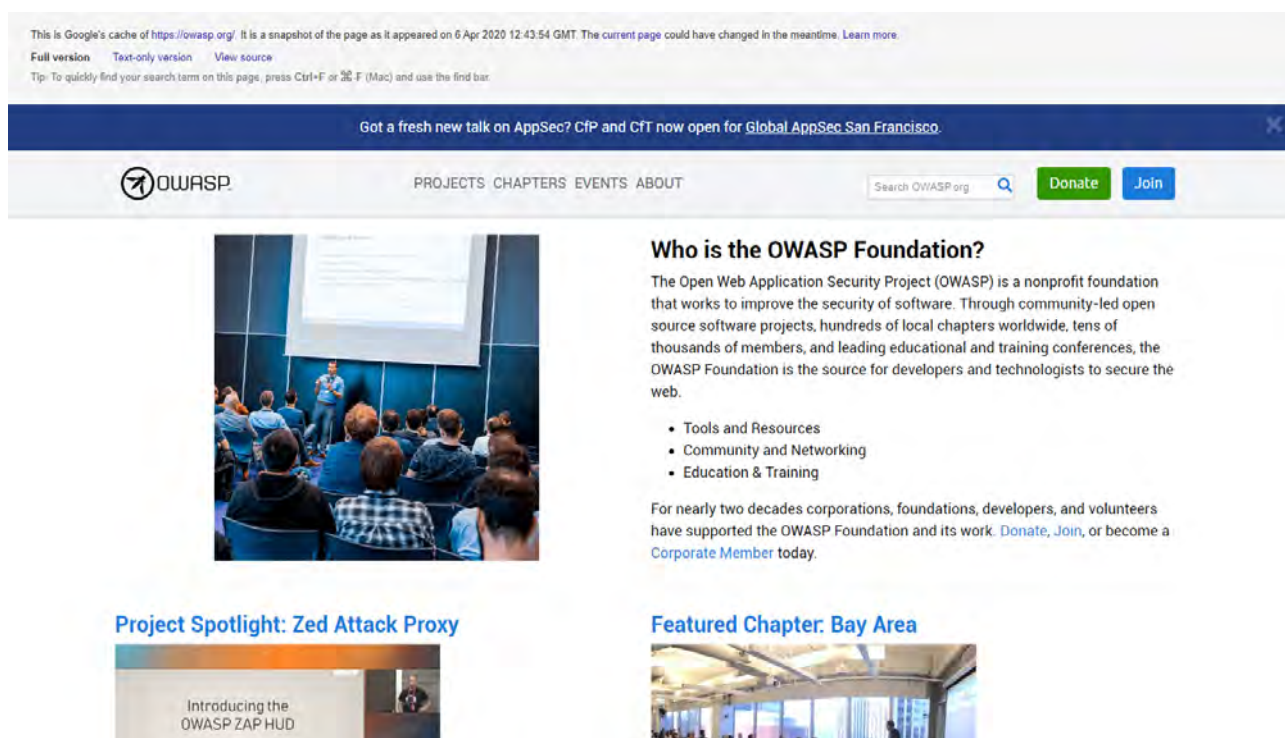 This is Google's cache of https://owasp.org/. It is a snapshot of the page as it appeared on 6 Apr 2020 12:43:54 GMT. The current page could have changed in the meantime. Learn more.
Full version Text-only version View source
Tip: To quickly find your search term on this page, press Ctrl+F or ⌘-F (Mac) and use the find bar.
Got a fresh new talk on AppSec? CfP and CfT now open for Global AppSec San Francisco.
OWASP PROJECTS CHAPTERS EVENTS ABOUT Search OWASP.org Donate Join
Who is the OWASP Foundation?
The Open Web Application Security Project (OWASP) is a nonprofit foundation
that works to improve the security of software. Through community-led open
source software projects, hundreds of local chapters worldwide, tens of
thousands of members, and leading educational and training conferences, the
OWASP Foundation is the source for developers and technologists to secure the
web.
• Tools and Resources
• Community and Networking
• Education & Training
For nearly two decades corporations, foundations, developers, and volunteers
have supported the OWASP Foundation and its work. Donate, Join, or become a
Corporate Member today.
Project Spotlight: Zed Attack Proxy
Introducing the
OWASP ZAP HUD
Featured Chapter: Bay Area